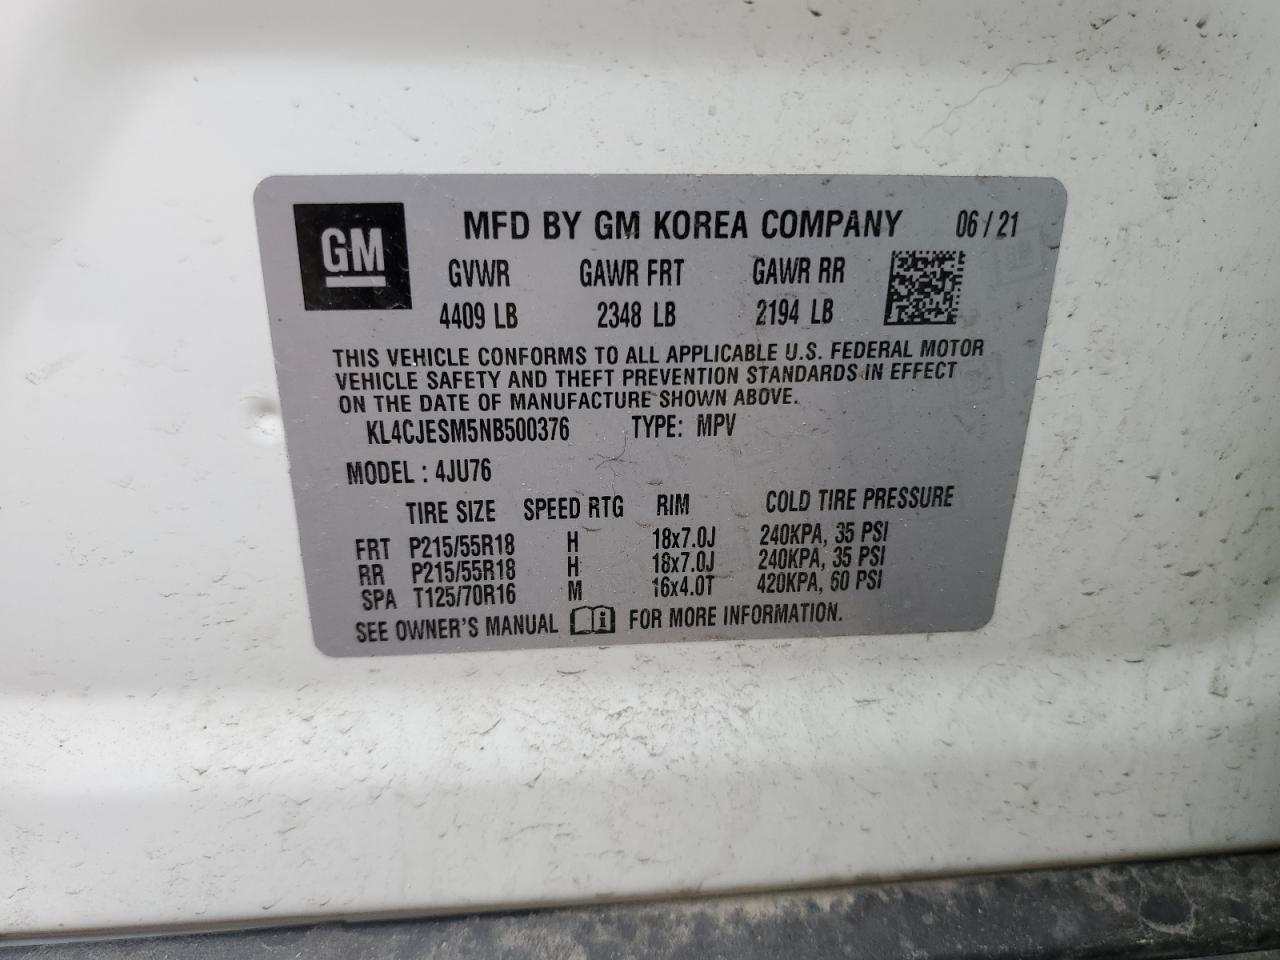 GM
MFD BY GM KOREA COMPANY 06 / 21
GVWR GAWR FRT GAWR RR
4409 LB 2348 LB 2194 LB
THIS VEHICLE CONFORMS TO ALL APPLICABLE U.S. FEDERAL MOTOR
VEHICLE SAFETY AND THEFT PREVENTION STANDARDS IN EFFECT
ON THE DATE OF MANUFACTURE SHOWN ABOVE.
KL4CJESM5NB500376 TYPE: MPV
MODEL : 4JU76
TIRE SIZE SPEED RTG RIM COLD TIRE PRESSURE
FRT P215/55R18 H 18x7.0J 240KPA, 35 PSI
RR P215/55R18 H 18x7.0J 240KPA, 35 PSI
SPA T125/70R16 M 16x4.0T 420KPA, 60 PSI
SEE OWNER'S MANUAL FOR MORE INFORMATION.